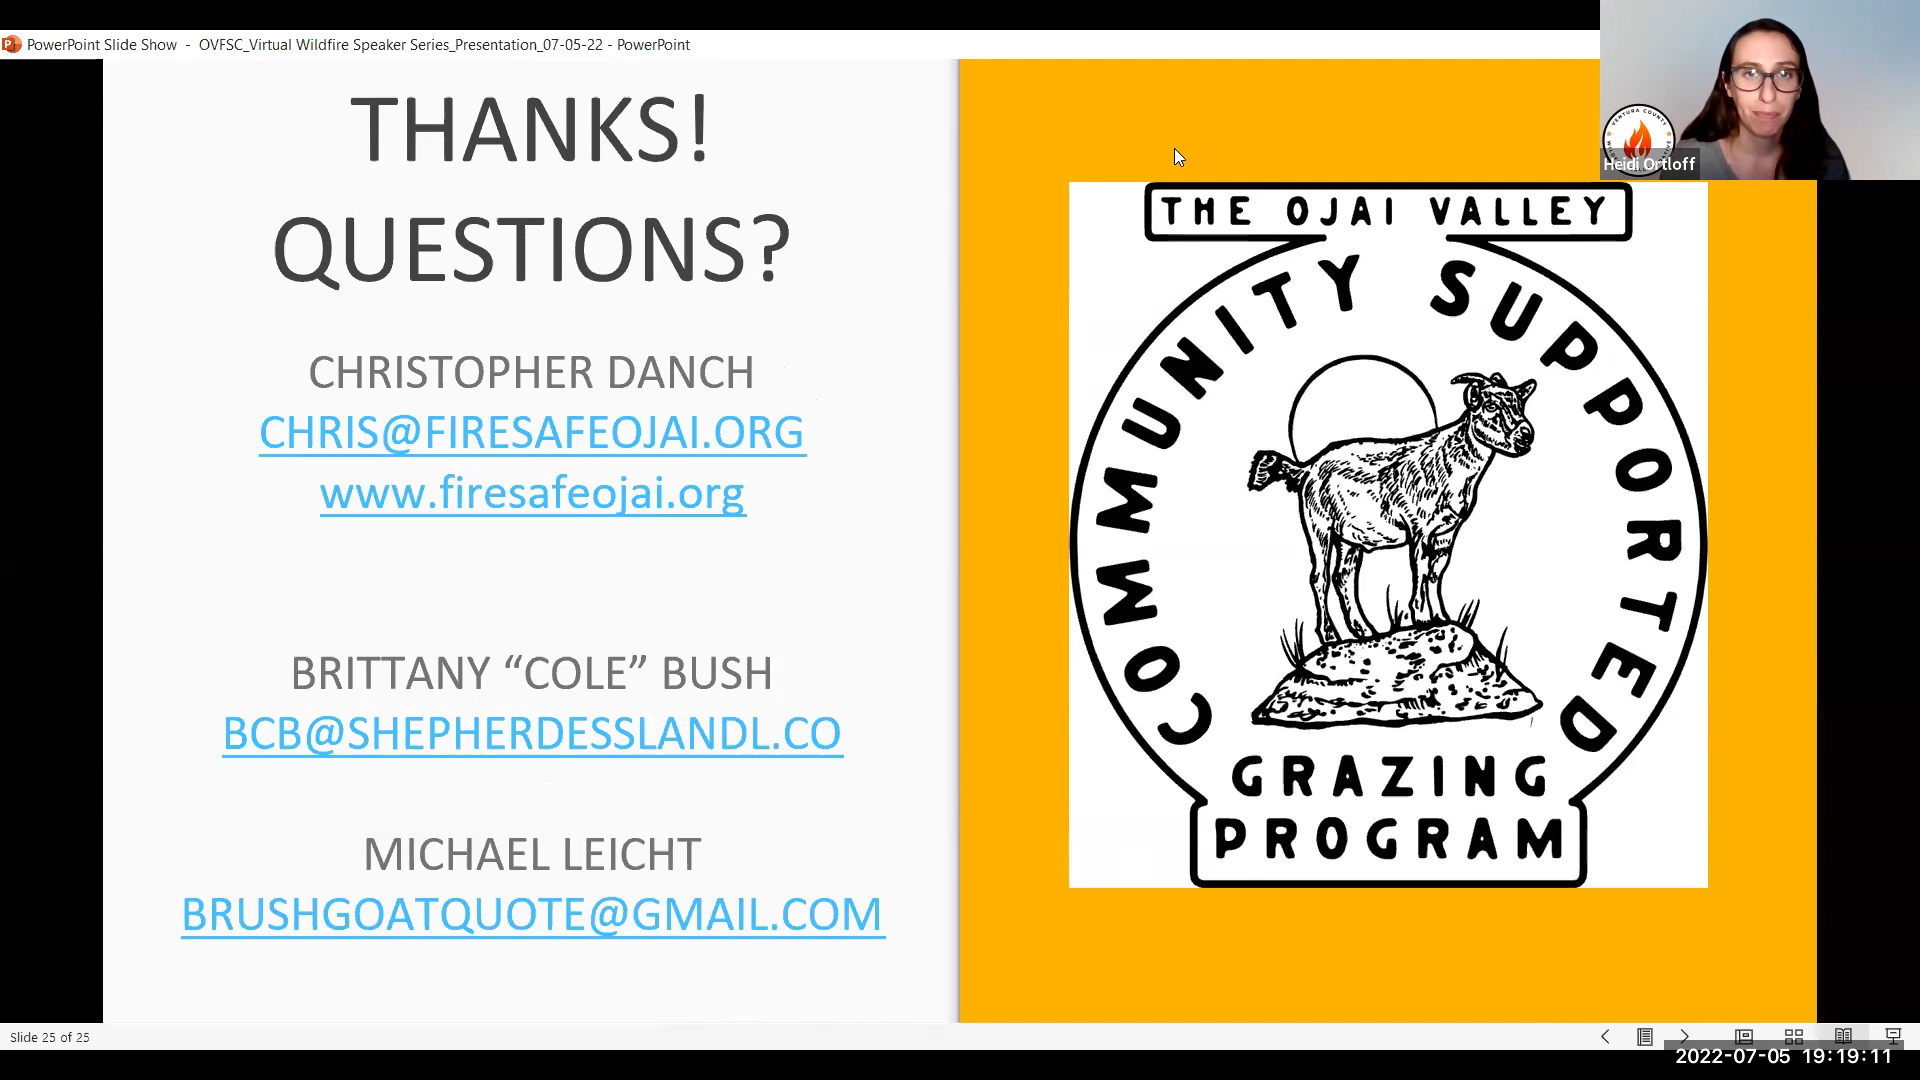 PowerPoint Slide Show - OVFSC_Virtual Wildfire Speaker Series_Presentation_07-05-22 - PowerPoint
THANKS!
QUESTIONS?
CHRISTOPHER DANCH
CHRIS@FIRESAFEOJAI.ORG
www.firesafeojai.org
BRITTANY “COLE” BUSH
BCB@SHEPHERDESSLANDL.CO
MICHAEL LEICHT
BRUSHGOATQUOTE@GMAIL.COM
THE OJAI VALLEY
COMMUNITY SUPPORTED
GRAZING
PROGRAM
VENTURA COUNTY
Heidi Ortloff
Slide 25 of 25
2022-07-05 19:19:11